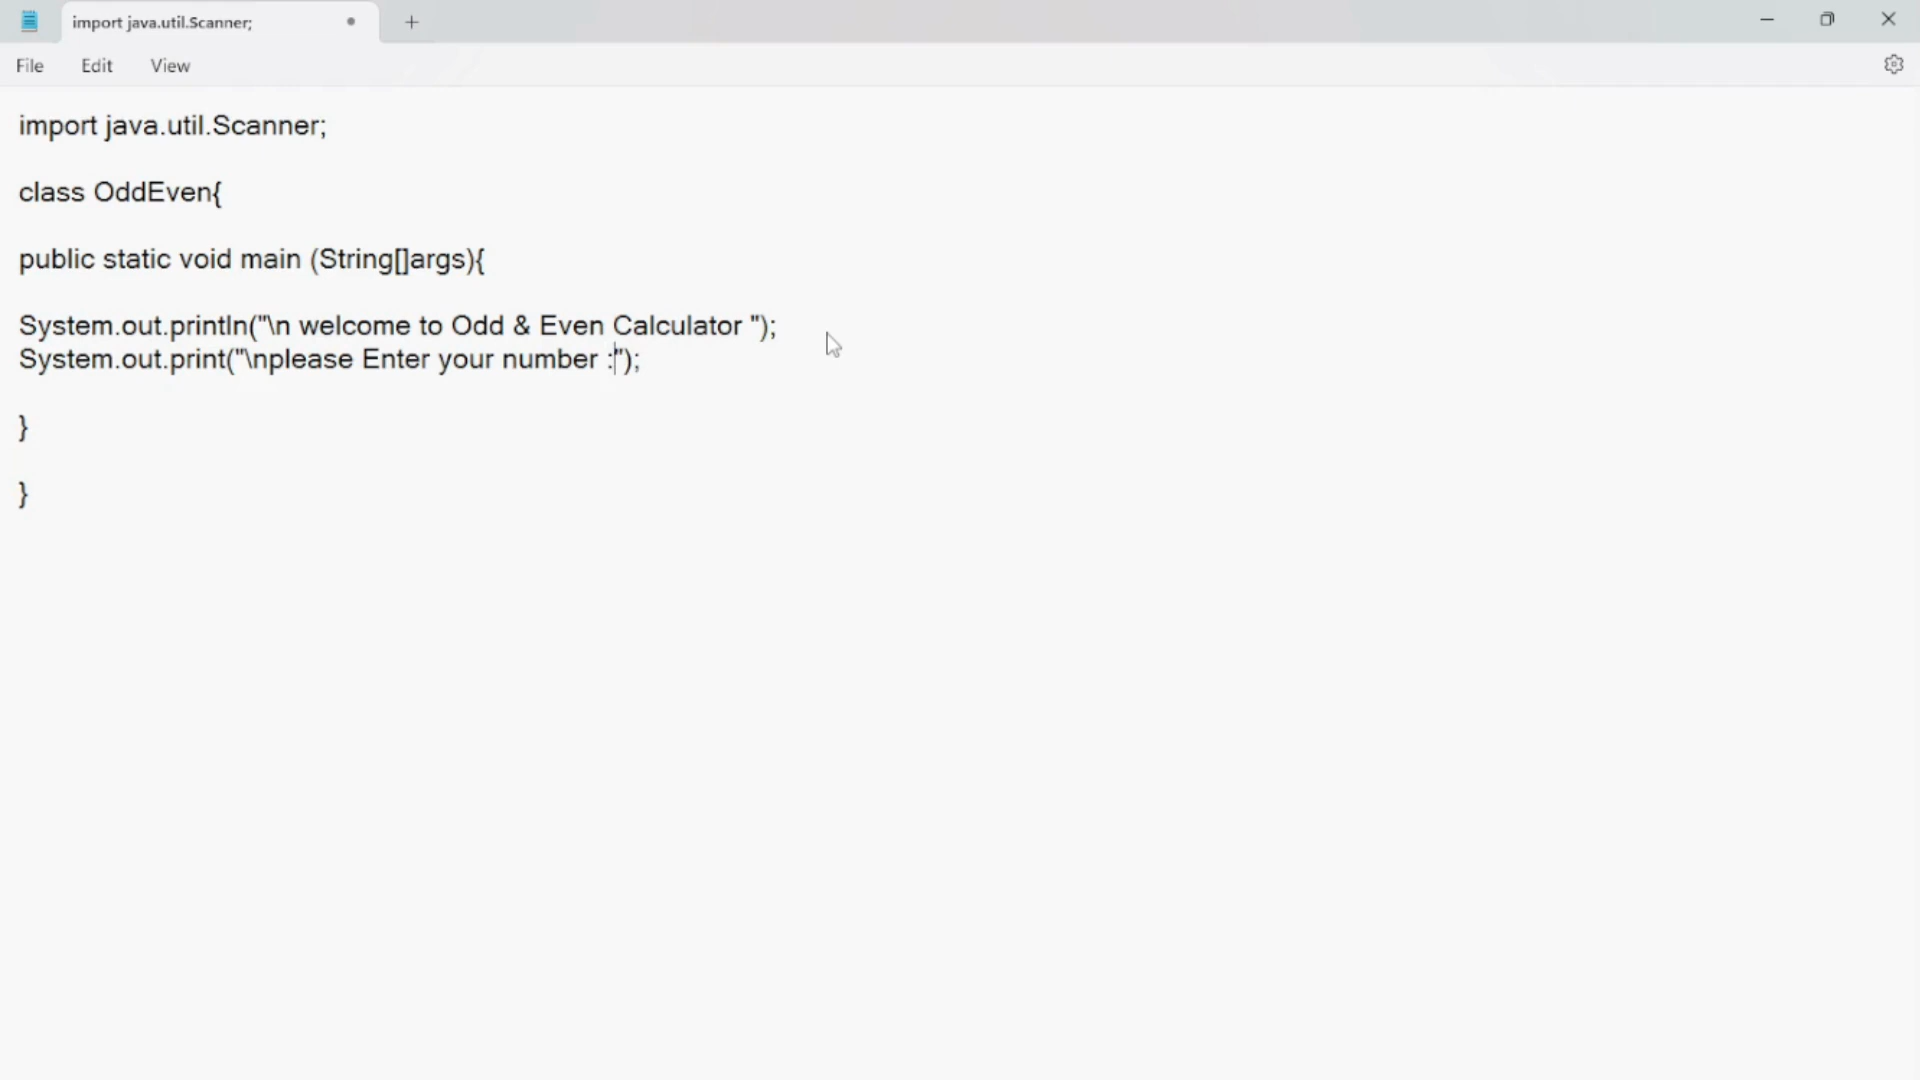 import java.util.Scanner;
File Edit View
import java.util.Scanner;
class OddEven{
public static void main (String[]args){
System.out.println("\n welcome to Odd & Even Calculator ");
System.out.print("\nplease Enter your number :");
}
}